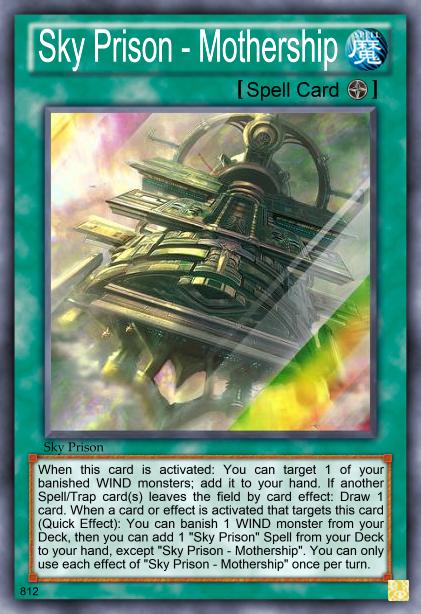 Sky Prison - Mothership
SPELL
魔
[ Spell Card ]
Sky Prison
When this card is activated: You can target 1 of your
banished WIND monsters; add it to your hand. If another
Spell/Trap card(s) leaves the field by card effect: Draw 1
card. When a card or effect is activated that targets this card
(Quick Effect): You can banish 1 WIND monster from your
Deck, then you can add 1 "Sky Prison" Spell from your Deck
to your hand, except "Sky Prison - Mothership". You can only
use each effect of "Sky Prison - Mothership" once per turn.
812